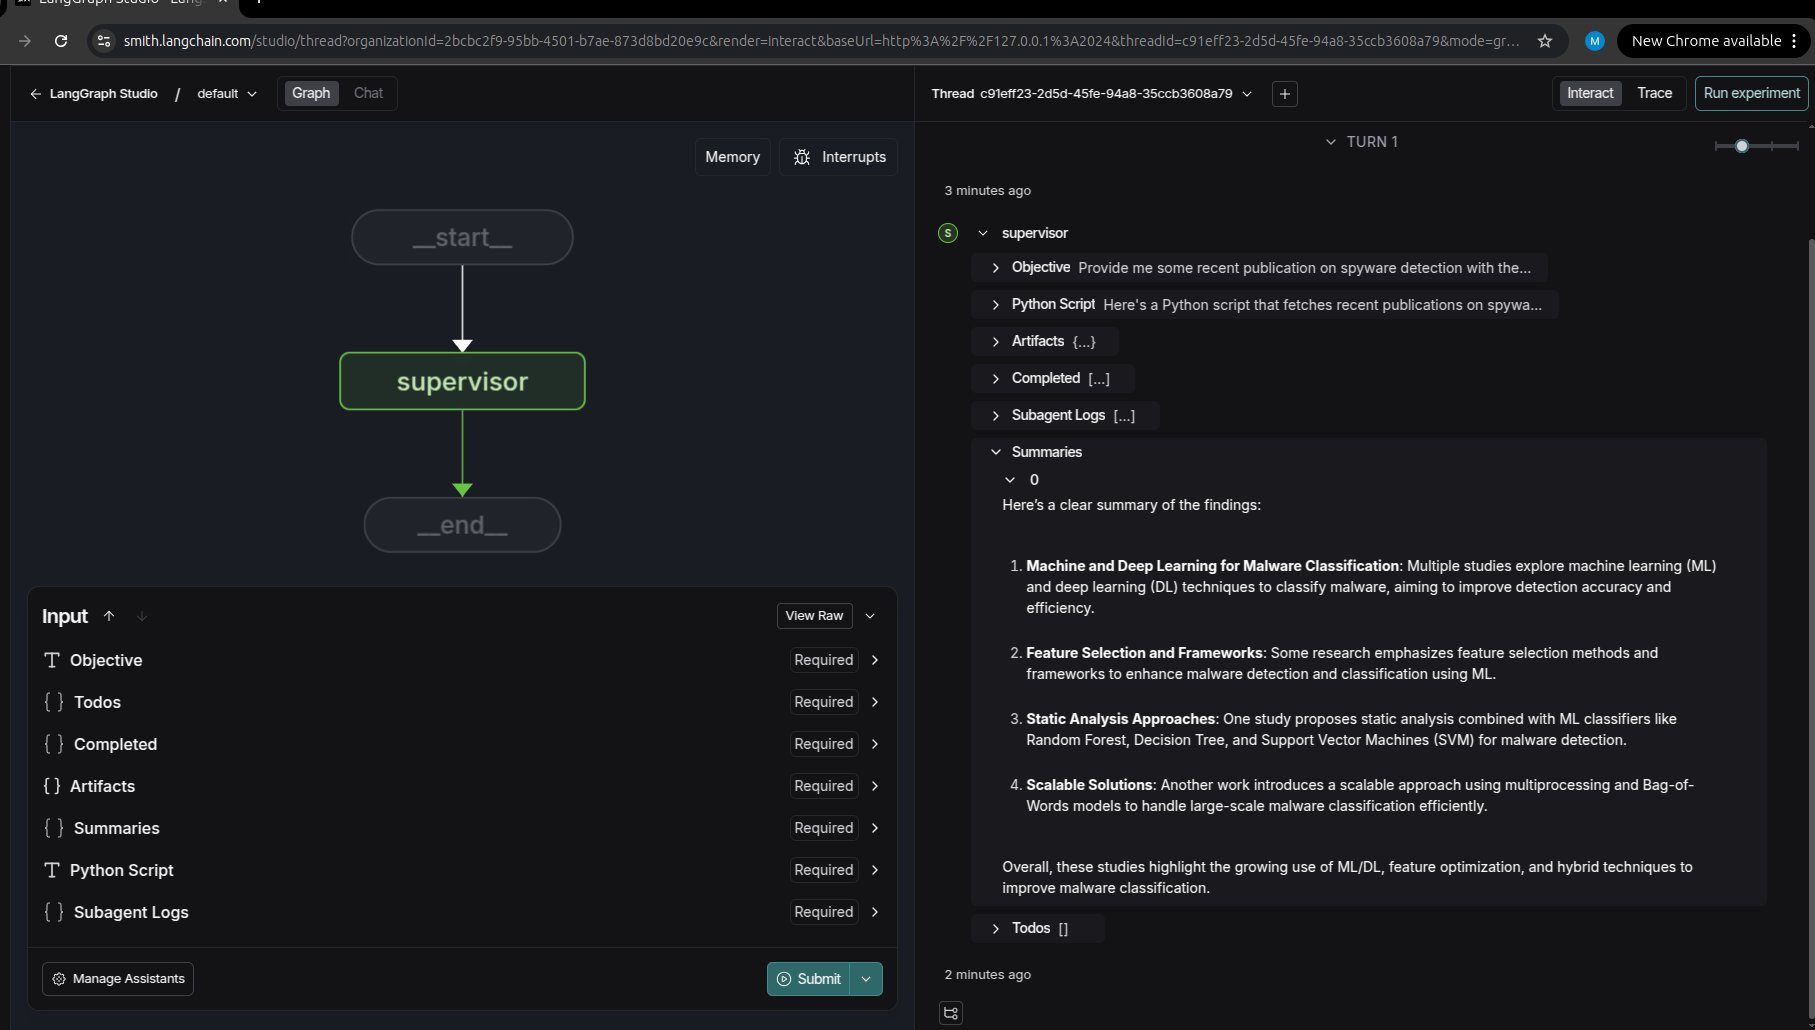 LangGraph Studio - Lang
smith.langchain.com/studio/thread?organizationId=2bcbc2f9-95bb-4501-b7ae-873d8bd20e9c&render=interact&baseUrl=http%3A%2F%2F127.0.0.1%3A2024&threadId=c91eff23-2d5d-45fe-94a8-35ccb3608a79&mode=gr...
M
New Chrome available
LangGraph Studio / default
Graph
Chat
Memory
Interrupts
__start__
supervisor
__end__
Input
View Raw
Objective Required
Todos Required
Completed Required
Artifacts Required
Summaries Required
Python Script Required
Subagent Logs Required
Manage Assistants
Submit
Thread c91eff23-2d5d-45fe-94a8-35ccb3608a79
Interact
Trace
Run experiment
TURN 1
3 minutes ago
S
supervisor
Objective Provide me some recent publication on spyware detection with the...
Python Script Here's a Python script that fetches recent publications on spywa...
Artifacts {...}
Completed [...]
Subagent Logs [...]
Summaries
0
Here's a clear summary of the findings:
1. Machine and Deep Learning for Malware Classification: Multiple studies explore machine learning (ML)
and deep learning (DL) techniques to classify malware, aiming to improve detection accuracy and
efficiency.
2. Feature Selection and Frameworks: Some research emphasizes feature selection methods and
frameworks to enhance malware detection and classification using ML.
3. Static Analysis Approaches: One study proposes static analysis combined with ML classifiers like
Random Forest, Decision Tree, and Support Vector Machines (SVM) for malware detection.
4. Scalable Solutions: Another work introduces a scalable approach using multiprocessing and Bag-of-
Words models to handle large-scale malware classification efficiently.
Overall, these studies highlight the growing use of ML/DL, feature optimization, and hybrid techniques to
improve malware classification.
Todos []
2 minutes ago